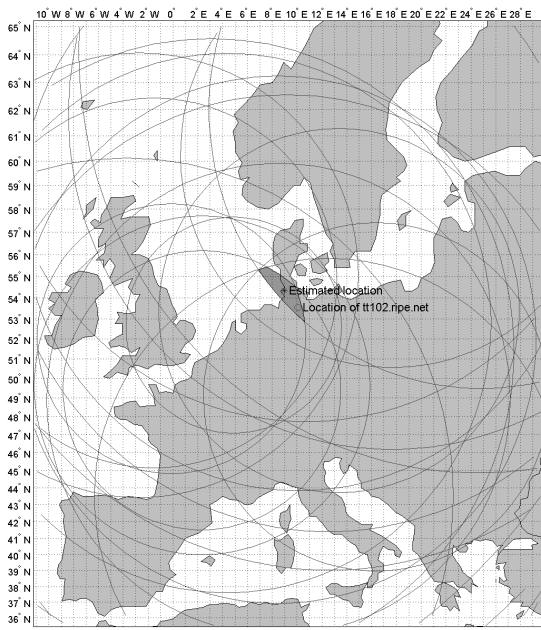 10° W 8° W 6° W 4° W 2° W 0° 2° E 4° E 6° E 8° E 10° E 12° E 14° E 16° E 18° E 20° E 22° E 24° E 26° E 28° E
65° N
64° N
63° N
62° N
61° N
60° N
59° N
58° N
57° N
56° N
55° N
54° N
Estimated location
53° N
Location of tt102.ripe.net
52° N
51° N
50° N
49° N
48° N
47° N
46° N
45° N
44° N
43° N
42° N
41° N
40° N
39° N
38° N
37° N
36° N